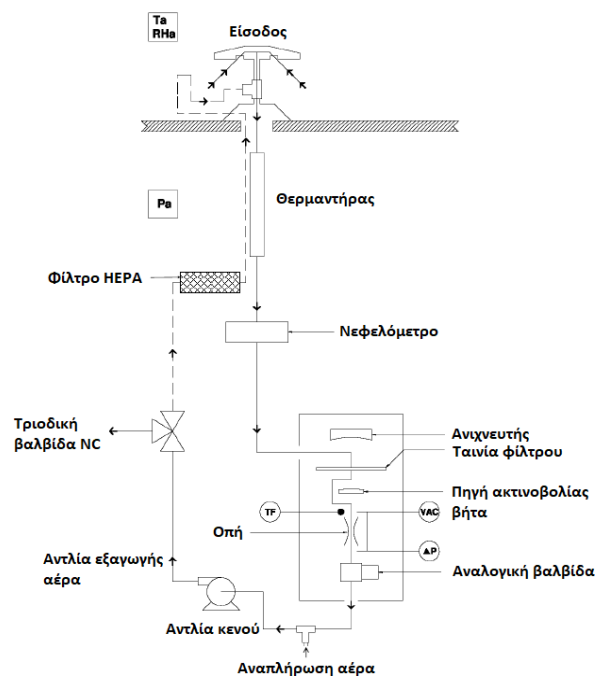 Ta
RHa
Είσοδος
Pa
Θερμαντήρας
Φίλτρο HEPA
Νεφελόμετρο
Τριοδική
βαλβίδα NC
Ανιχνευτής
Ταινία φίλτρου
Πηγή ακτινοβολίας
βήτα
TF
VAC
Οπή
▲P
Αντλία εξαγωγής
αέρα
Αναλογική βαλβίδα
Αντλία κενού
Αναπλήρωση αέρα